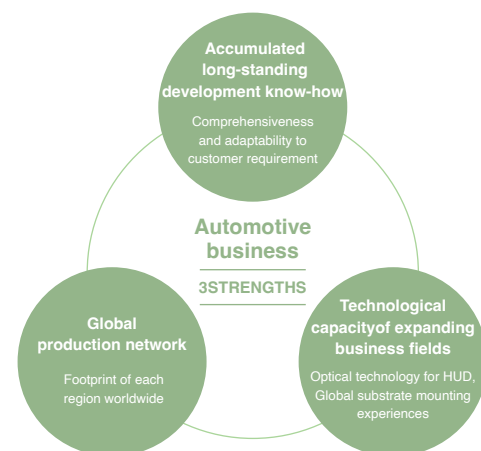 Accumulated
long-standing
development know-how
Comprehensiveness
and adaptability to
customer requirement
Automotive
business
3STRENGTHS
Global
production network
Footprint of each
region worldwide
Technological
capacityof expanding
business fields
Optical technology for HUD,
Global substrate mounting
experiences